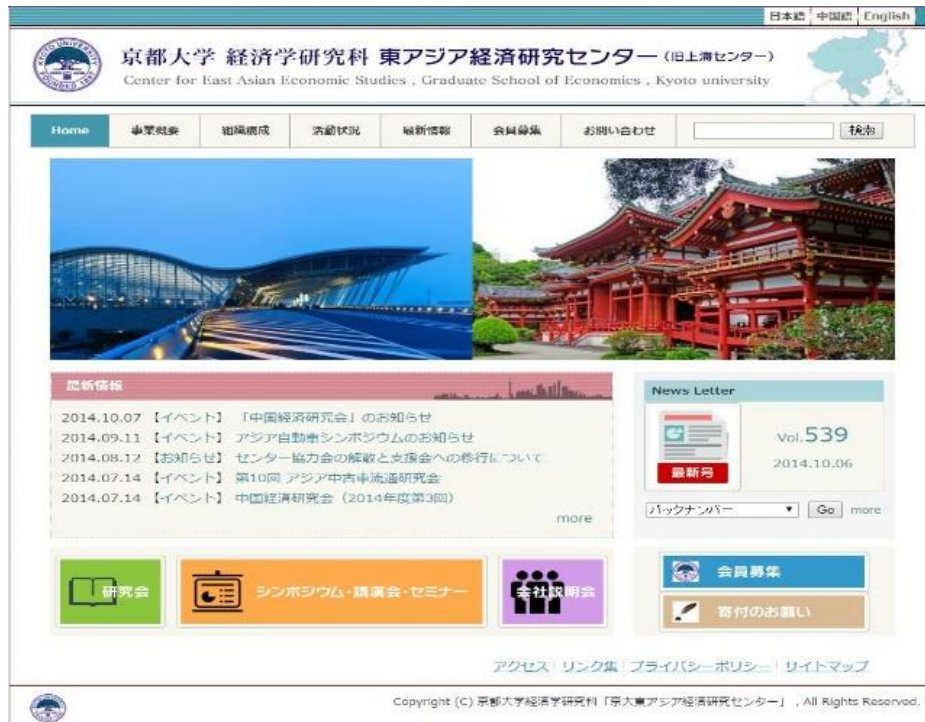 日本語 中国語 English
京都大学 経済学研究科 東アジア経済研究センター (旧上海センター)
Center for East Asian Economic Studies , Graduate School of Economics , Kyoto university
Home 事業概要 組織構成 活動状況 最新情報 会員募集 お問い合わせ 検索
最新情報
2014.10.07 【イベント】 「中国経済研究会」のお知らせ
2014.09.11 【イベント】 アジア自動車シンポジウムのお知らせ
2014.08.12 【お知らせ】 センター協力会の解散と支援会への移行について
2014.07.14 【イベント】 第10回 アジア中古車流通研究会
2014.07.14 【イベント】 中国経済研究会（2014年度第3回）
more
News Letter
最新号
Vol.539
2014.10.06
バックナンバー Go more
研究会
シンポジウム・講演会・セミナー
会社説明会
会員募集
寄付のお願い
アクセス リンク集 プライバシーポリシー サイトマップ
Copyright (C) 京都大学経済学研究科「京大東アジア経済研究センター」 , All Rights Reserved.